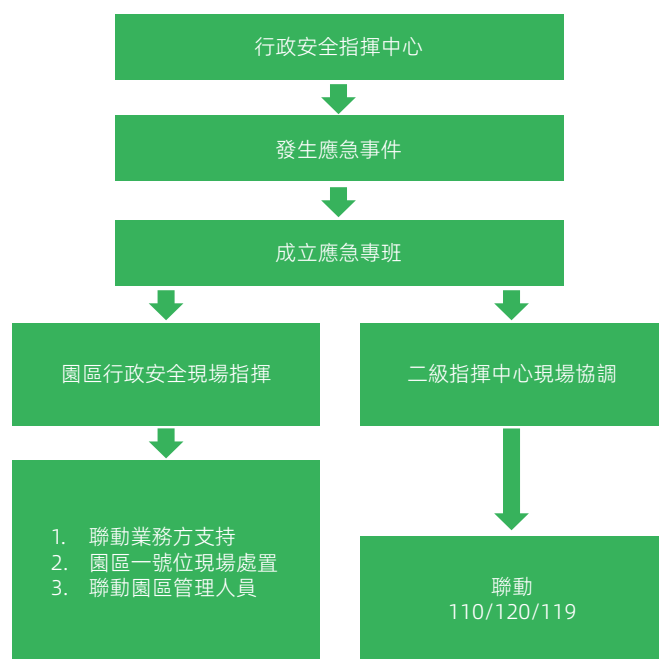 行政安全指揮中心
發生應急事件
成立應急專班
園區行政安全現場指揮
二級指揮中心現場協調
1. 聯動業務方支持
2. 園區一號位現場處置
3. 聯動園區管理人員
聯動
110/120/119